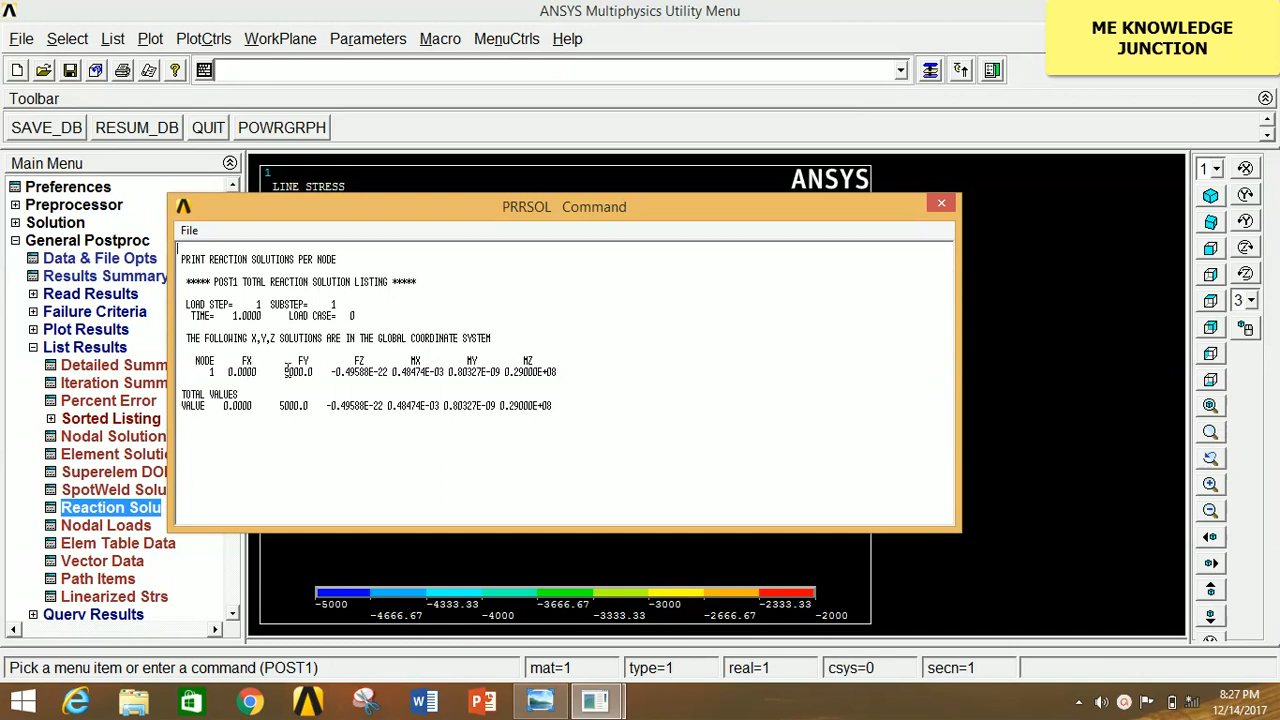 ANSYS Multiphysics Utility Menu
ME KNOWLEDGE
JUNCTION
File Select List Plot PlotCtrls WorkPlane Parameters Macro MenuCtrls Help
Toolbar
SAVE_DB RESUM_DB QUIT POWRGRPH
Main Menu
Preferences
Preprocessor
Solution
General Postproc
Data & File Opts
Results Summary
Read Results
Failure Criteria
Plot Results
List Results
Detailed Summ
Iteration Summ
Percent Error
Sorted Listing
Nodal Solution
Element Solution
Superelem DOI
SpotWeld Solu
Reaction Solu
Nodal Loads
Elem Table Data
Vector Data
Path Items
Linearized Strs
Query Results
1
LINE STRESS
ANSYS
PRRSOL Command
File
PRINT REACTION SOLUTIONS PER NODE
***** POST1 TOTAL REACTION SOLUTION LISTING *****
LOAD STEP= 1 SUBSTEP= 1
TIME= 1.0000 LOAD CASE= 0
THE FOLLOWING X,Y,Z SOLUTIONS ARE IN THE GLOBAL COORDINATE SYSTEM
NODE FX FY FZ MX MY MZ
1 0.0000 5000.0 -0.49588E-22 0.48474E-03 0.80327E-09 0.29000E+08
TOTAL VALUES
VALUE 0.0000 5000.0 -0.49588E-22 0.48474E-03 0.80327E-09 0.29000E+08
-5000 -4333.33 -3666.67 -3000 -2333.33
-4666.67 -4000 -3333.33 -2666.67 -2000
1
X
Y
Z
X
Y
Z
3
Pick a menu item or enter a command (POST1) mat=1 type=1 real=1 csys=0 secn=1
8:27 PM
12/14/2017